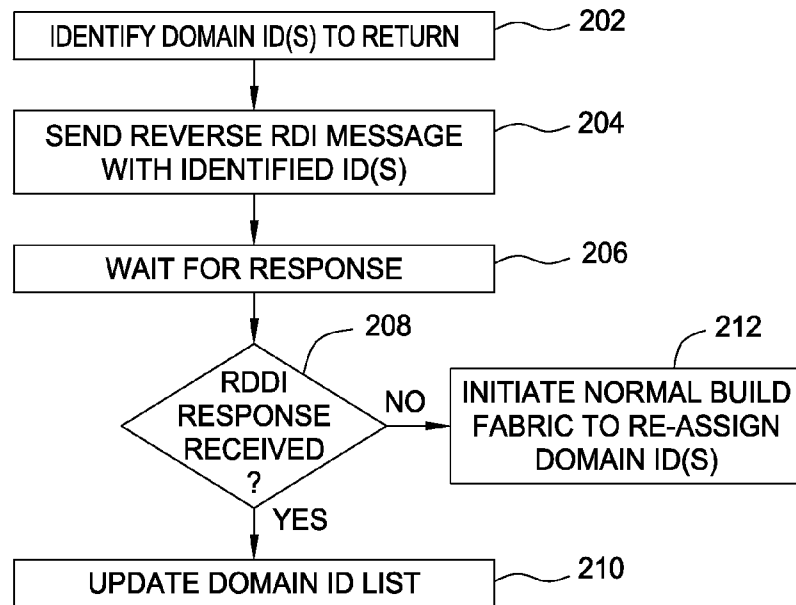 IDENTIFY DOMAIN ID(S) TO RETURN
202
SEND REVERSE RDI MESSAGE
WITH IDENTIFIED ID(S)
204
WAIT FOR RESPONSE
206
208
RDDI
RESPONSE
RECEIVED
?
NO
212
INITIATE NORMAL BUILD
FABRIC TO RE-ASSIGN
DOMAIN ID(S)
YES
UPDATE DOMAIN ID LIST
210